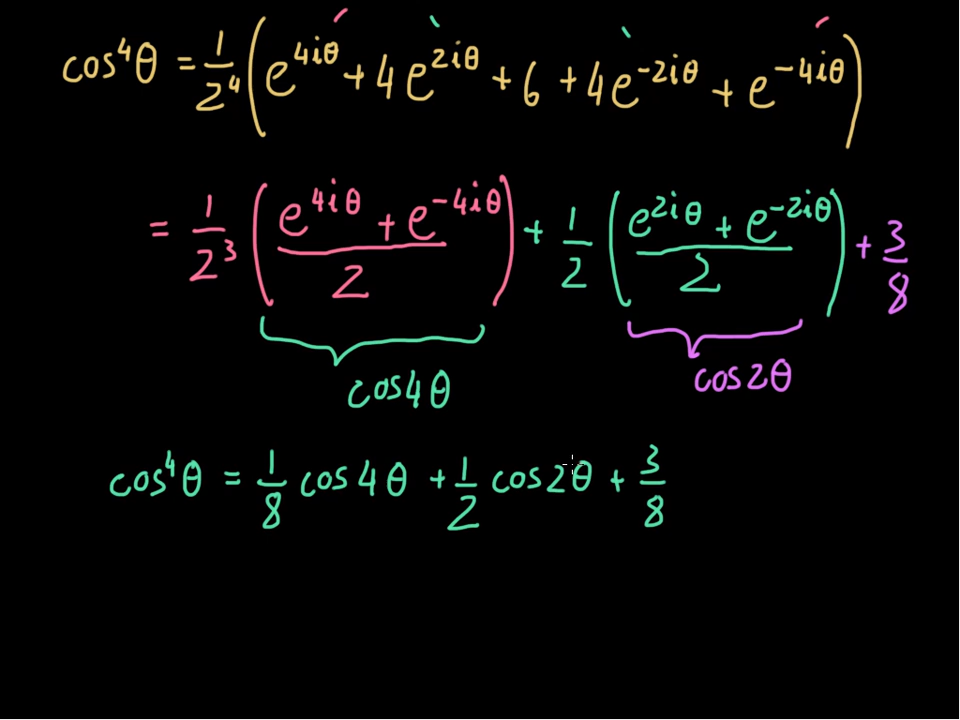 cos⁴θ = 1/2⁴ (e^{4iθ} + 4e^{2iθ} + 6 + 4e^{-2iθ} + e^{-4iθ})
= 1/2³ ((e^{4iθ} + e^{-4iθ})/2) + 1/2 ((e^{2iθ} + e^{-2iθ})/2) + 3/8
cos4θ cos2θ
cos⁴θ = 1/8 cos4θ + 1/2 cos2θ + 3/8